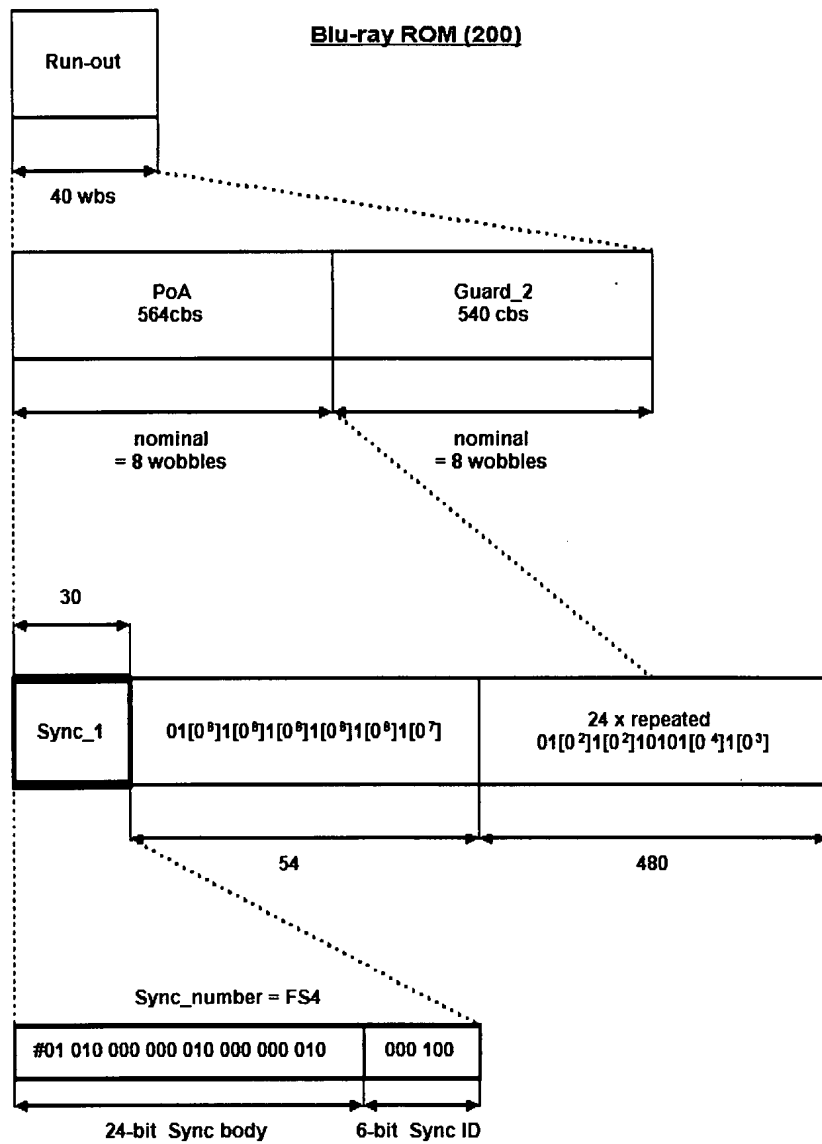 Blu-ray ROM (200)
Run-out
40 wbs
PoA
564cbs
Guard_2
540 cbs
nominal
= 8 wobbles
nominal
= 8 wobbles
30
Sync_1
01[0⁸]1[0⁸]1[0⁸]1[0⁸]1[0⁸]1[0⁷]
24 x repeated
01[0²]1[0²]10101[0⁴]1[0³]
54
480
Sync_number = FS4
#01 010 000 000 010 000 000 010
000 100
24-bit Sync body
6-bit Sync ID